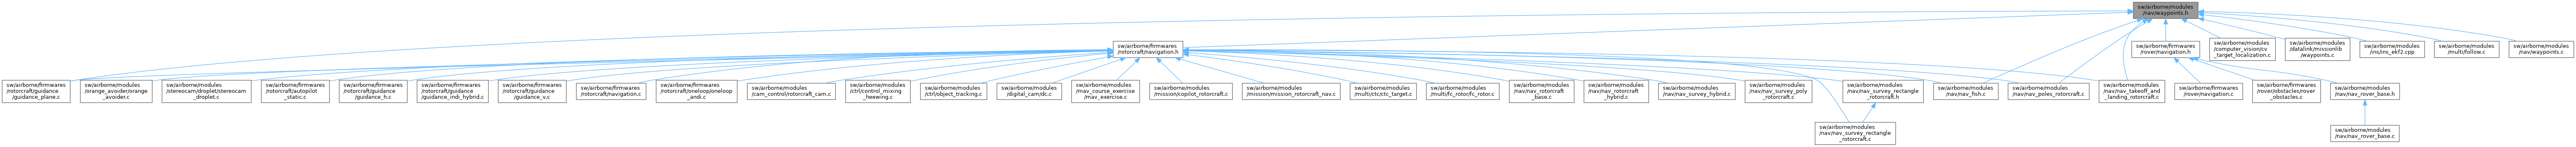 sw/airborne/modules
/nav/waypoints.h
sw/airborne/firmwares
/rotorcraft/navigation.h
sw/airborne/firmwares
/rover/navigation.h
sw/airborne/modules
/computer_vision/cv
_target_localization.c
sw/airborne/modules
/datalink/missionlib
/waypoints.c
sw/airborne/modules
/ins/ins_ekf2.cpp
sw/airborne/modules
/multi/follow.c
sw/airborne/modules
/nav/waypoints.c
sw/airborne/firmwares
/rotorcraft/guidance
/guidance_plane.c
sw/airborne/modules
/orange_avoider/orange
_avoider.c
sw/airborne/modules
/stereocam/droplet/stereocam
_droplet.c
sw/airborne/firmwares
/rotorcraft/autopilot
_static.c
sw/airborne/firmwares
/rotorcraft/guidance
/guidance_h.c
sw/airborne/firmwares
/rotorcraft/guidance
/guidance_indi_hybrid.c
sw/airborne/firmwares
/rotorcraft/guidance
/guidance_v.c
sw/airborne/firmwares
/rotorcraft/navigation.c
sw/airborne/firmwares
/rotorcraft/oneloop/oneloop
_andi.c
sw/airborne/modules
/cam_control/rotorcraft_cam.c
sw/airborne/modules
/ctrl/control_mixing
_heewing.c
sw/airborne/modules
/ctrl/object_tracking.c
sw/airborne/modules
/digital_cam/dc.c
sw/airborne/modules
/mav_course_exercise
/mav_exercise.c
sw/airborne/modules
/mission/copilot_rotorcraft.c
sw/airborne/modules
/mission/mission_rotorcraft_nav.c
sw/airborne/modules
/multi/ctc/ctc_target.c
sw/airborne/modules
/multi/fc_rotor/fc_rotor.c
sw/airborne/modules
/nav/nav_rotorcraft
_base.c
sw/airborne/modules
/nav/nav_rotorcraft
_hybrid.c
sw/airborne/modules
/nav/nav_survey_hybrid.c
sw/airborne/modules
/nav/nav_survey_poly
_rotorcraft.c
sw/airborne/modules
/nav/nav_survey_rectangle
_rotorcraft.h
sw/airborne/modules
/nav/nav_fish.c
sw/airborne/modules
/nav/nav_poles_rotorcraft.c
sw/airborne/modules
/nav/nav_takeoff_and
_landing_rotorcraft.c
sw/airborne/firmwares
/rover/navigation.c
sw/airborne/firmwares
/rover/obstacles/rover
_obstacles.c
sw/airborne/modules
/nav/nav_rover_base.h
sw/airborne/modules
/nav/nav_survey_rectangle
_rotorcraft.c
sw/airborne/modules
/nav/nav_rover_base.c